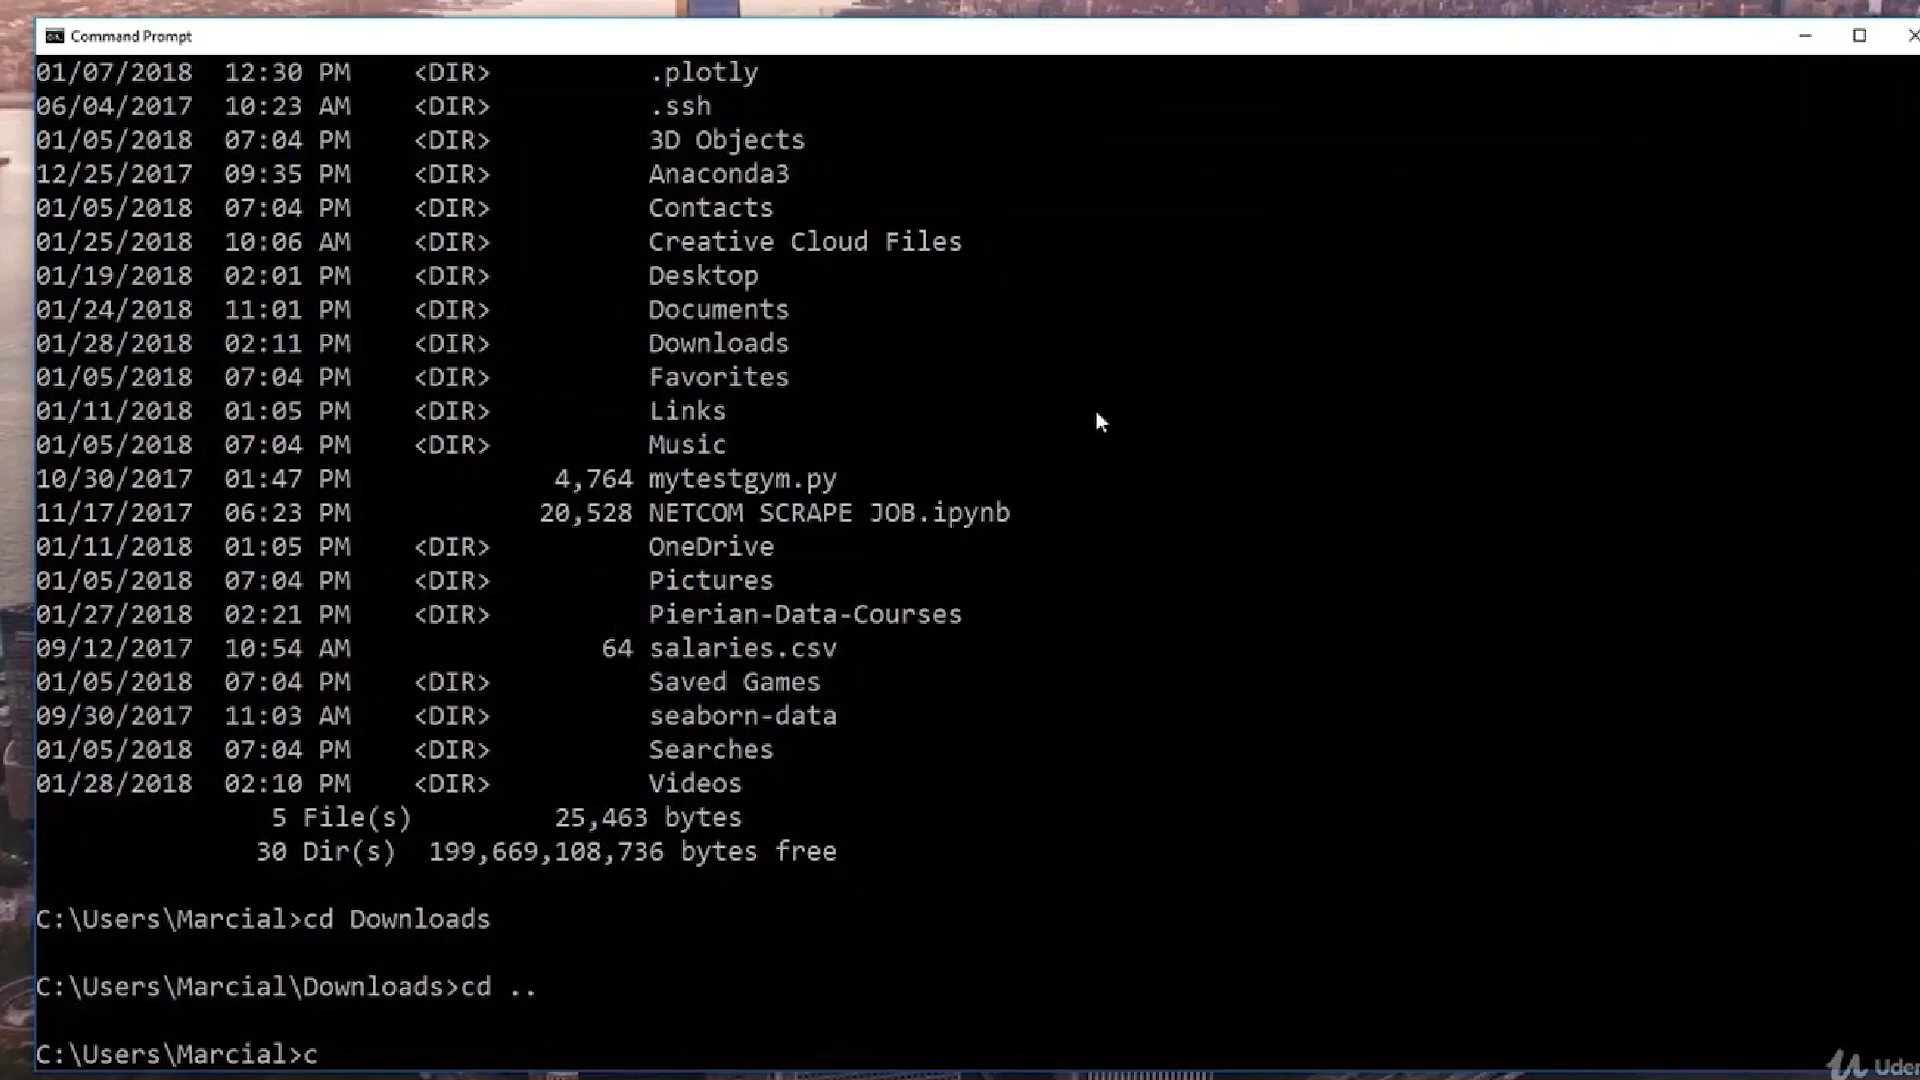 Command Prompt
01/07/2018  12:30 PM    <DIR>          .plotly
06/04/2017  10:23 AM    <DIR>          .ssh
01/05/2018  07:04 PM    <DIR>          3D Objects
12/25/2017  09:35 PM    <DIR>          Anaconda3
01/05/2018  07:04 PM    <DIR>          Contacts
01/25/2018  10:06 AM    <DIR>          Creative Cloud Files
01/19/2018  02:01 PM    <DIR>          Desktop
01/24/2018  11:01 PM    <DIR>          Documents
01/28/2018  02:11 PM    <DIR>          Downloads
01/05/2018  07:04 PM    <DIR>          Favorites
01/11/2018  01:05 PM    <DIR>          Links
01/05/2018  07:04 PM    <DIR>          Music
10/30/2017  01:47 PM             4,764 mytestgym.py
11/17/2017  06:23 PM            20,528 NETCOM SCRAPE JOB.ipynb
01/11/2018  01:05 PM    <DIR>          OneDrive
01/05/2018  07:04 PM    <DIR>          Pictures
01/27/2018  02:21 PM    <DIR>          Pierian-Data-Courses
09/12/2017  10:54 AM                64 salaries.csv
01/05/2018  07:04 PM    <DIR>          Saved Games
09/30/2017  11:03 AM    <DIR>          seaborn-data
01/05/2018  07:04 PM    <DIR>          Searches
01/28/2018  02:10 PM    <DIR>          Videos
               5 File(s)         25,463 bytes
              30 Dir(s)  199,669,108,736 bytes free
C:\Users\Marcial>cd Downloads
C:\Users\Marcial\Downloads>cd ..
C:\Users\Marcial>c